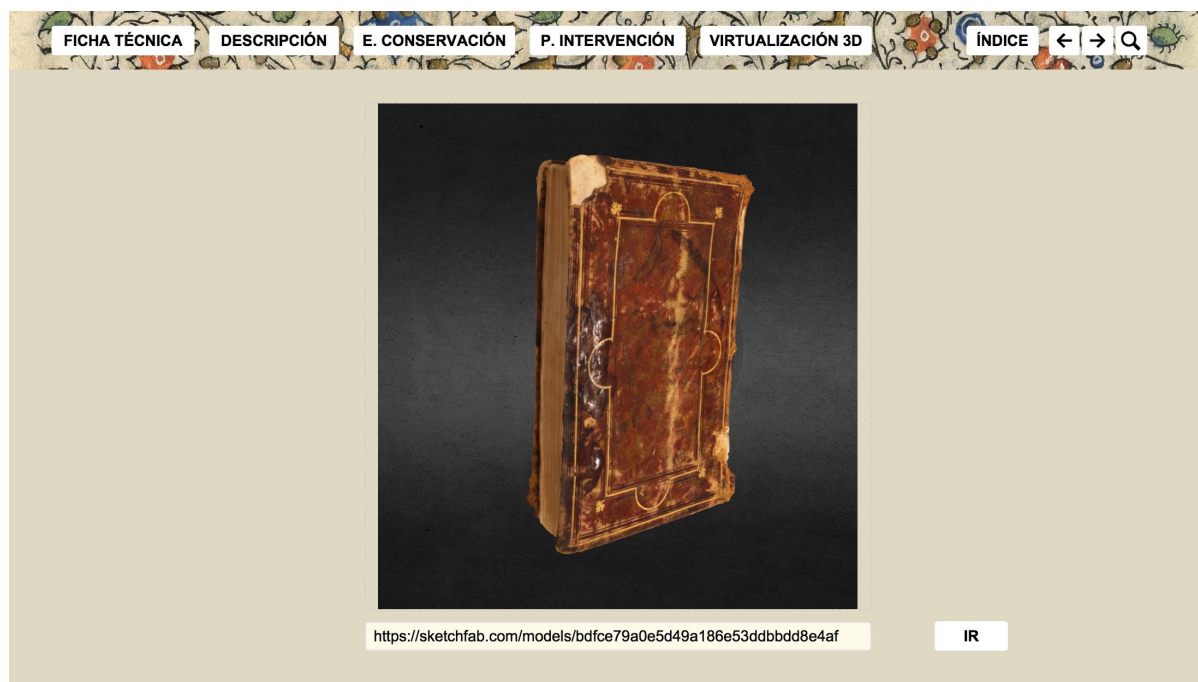 FICHA TÉCNICA DESCRIPCIÓN E. CONSERVACIÓN P. INTERVENCIÓN VIRTUALIZACIÓN 3D ÍNDICE
https://sketchfab.com/models/bdfce79a0e5d49a186e53ddbbdd8e4af IR